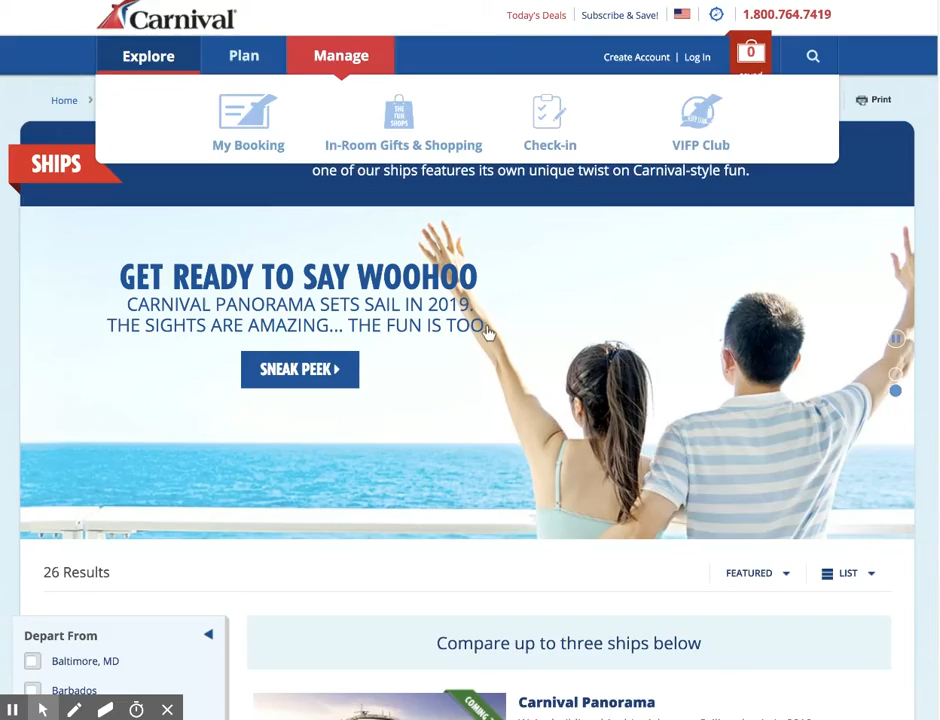 Carnival
Today's Deals
Subscribe & Save!
1.800.764.7419
Explore
Plan
Manage
Create Account | Log In
0
Home
Print
THE
FUN
SHOPS
My Booking
In-Room Gifts & Shopping
Check-in
VIFP Club
SHIPS
one of our ships features its own unique twist on Carnival-style fun.
GET READY TO SAY WOOHOO
CARNIVAL PANORAMA SETS SAIL IN 2019.
THE SIGHTS ARE AMAZING... THE FUN IS TOO.
SNEAK PEEK
26 Results
FEATURED
LIST
Depart From
Baltimore, MD
Barbados
Compare up to three ships below
COMING
Carnival Panorama